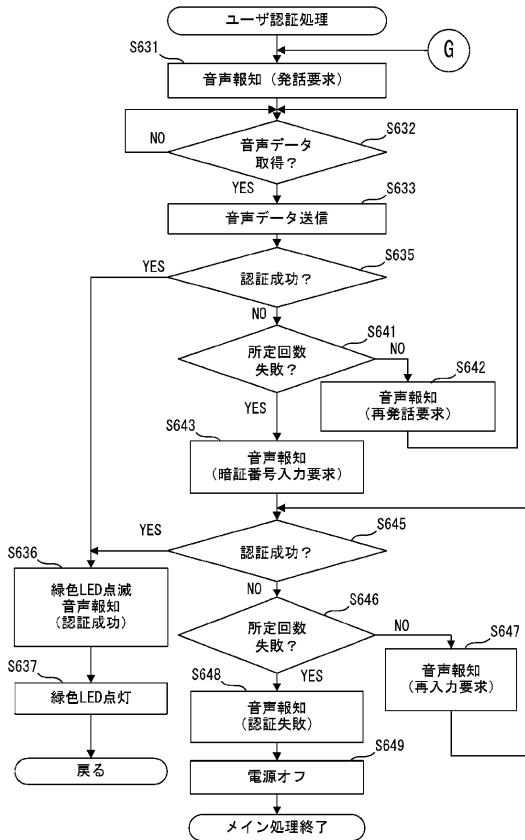 ユーザ認証処理
G
S631
音声報知（発話要求）
S632
音声データ
取得？
NO
YES
S633
音声データ送信
S635
認証成功？
YES
NO
S641
所定回数
失敗？
NO
YES
S642
音声報知
（再発話要求）
S643
音声報知
（暗証番号入力要求）
S645
認証成功？
YES
NO
S636
緑色LED点滅
音声報知
（認証成功）
S646
所定回数
失敗？
NO
YES
S647
音声報知
（再入力要求）
S637
緑色LED点灯
S648
音声報知
（認証失敗）
戻る
S649
電源オフ
メイン処理終了